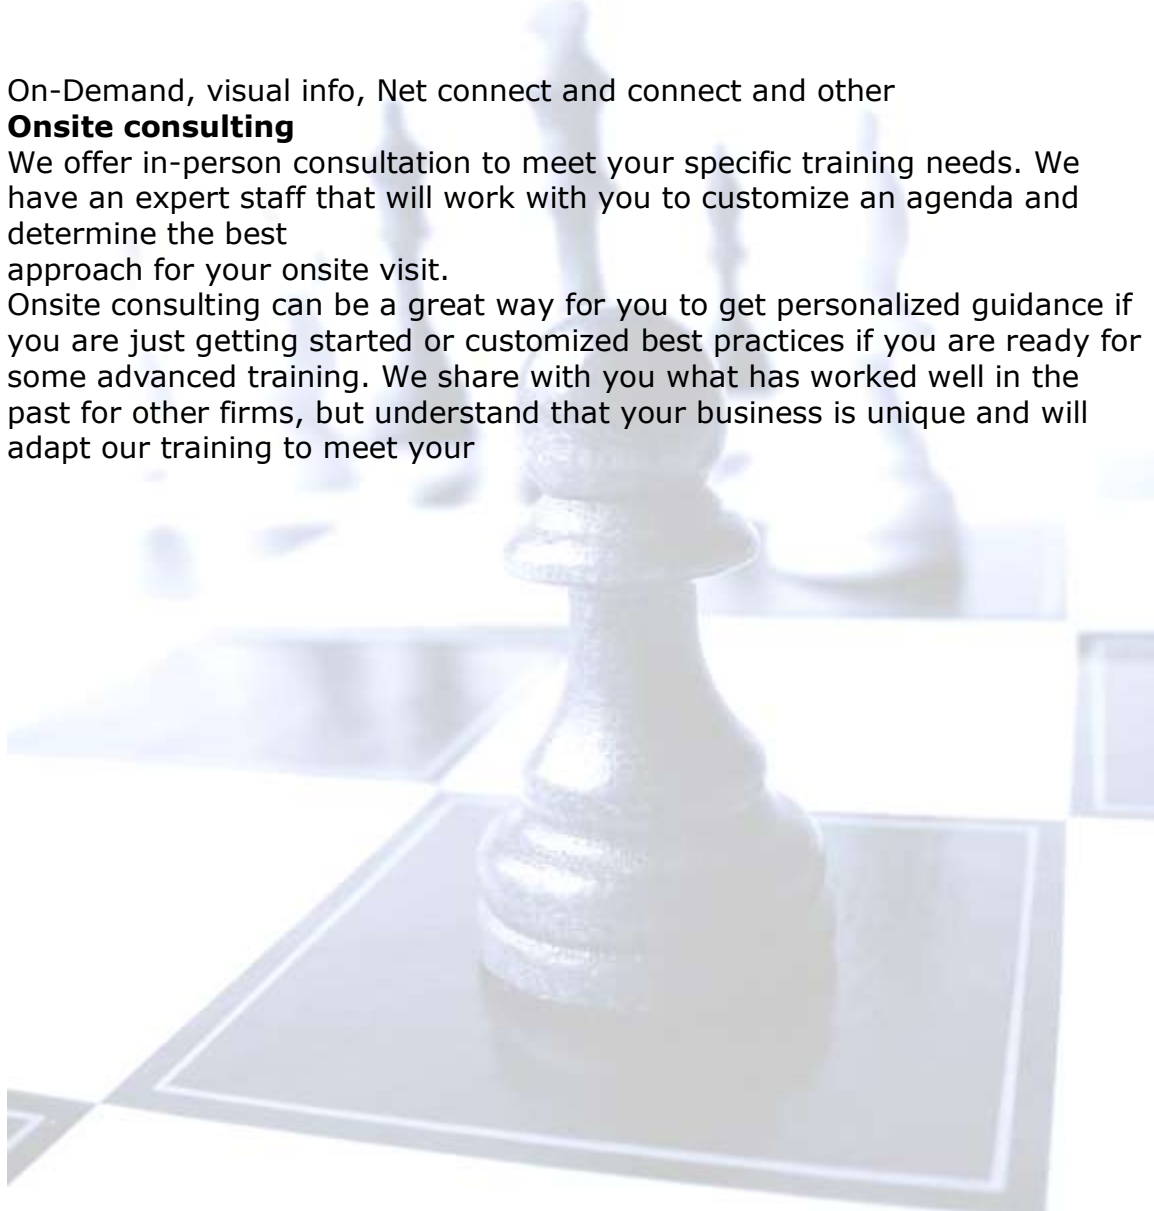 On-Demand, visual info, Net connect and connect and other
Onsite consulting
We offer in-person consultation to meet your specific training needs. We
have an expert staff that will work with you to customize an agenda and
determine the best
approach for your onsite visit.
Onsite consulting can be a great way for you to get personalized guidance if
you are just getting started or customized best practices if you are ready for
some advanced training. We share with you what has worked well in the
past for other firms, but understand that your business is unique and will
adapt our training to meet your